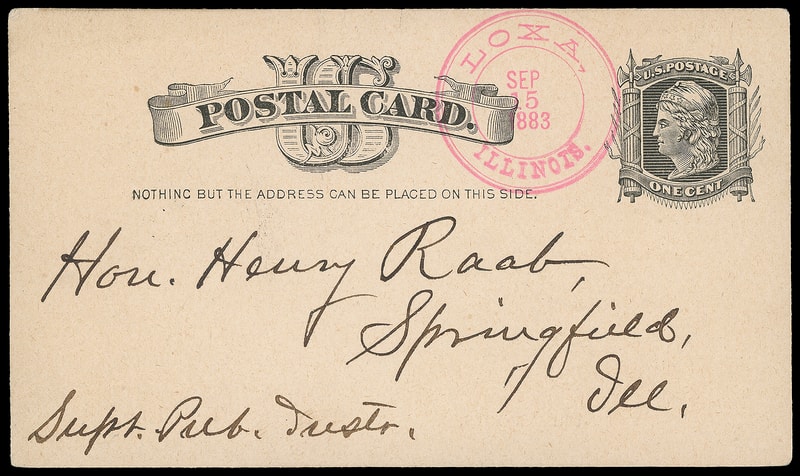 US
POSTAL CARD.
LOXA,
SEP
15
1883
ILLINOIS.
U.S. POSTAGE
ONE CENT
NOTHING BUT THE ADDRESS CAN BE PLACED ON THIS SIDE.
Hon. Henry Raab,
Springfield,
Ill.
Supt. Pub. Instr.